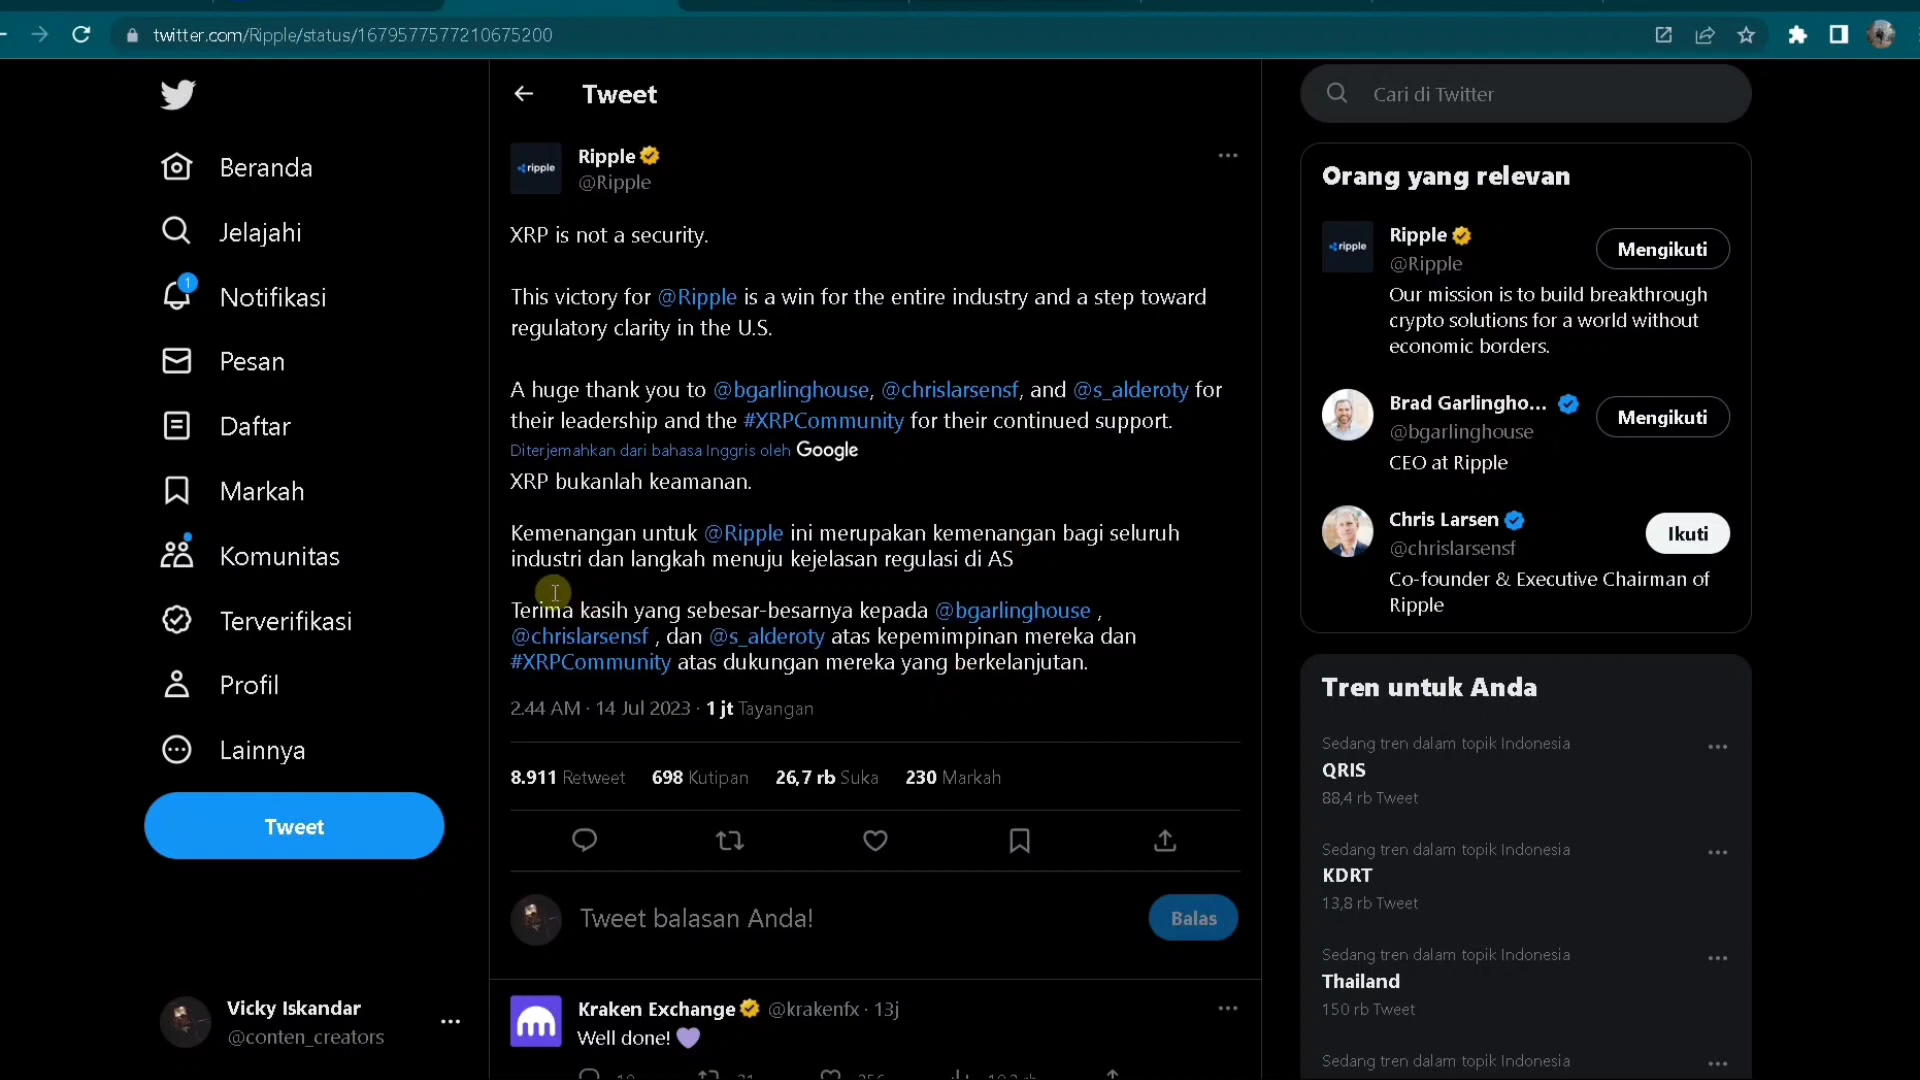 twitter.com/Ripple/status/1679577577210675200
Beranda
Jelajahi
1
Notifikasi
Pesan
Daftar
Markah
Komunitas
Terverifikasi
Profil
Lainnya
Tweet
Vicky Iskandar
@conten_creators
Tweet
ripple
Ripple
@Ripple
XRP is not a security.
This victory for @Ripple is a win for the entire industry and a step toward
regulatory clarity in the U.S.
A huge thank you to @bgarlinghouse, @chrislarsensf, and @s_alderoty for
their leadership and the #XRPCommunity for their continued support.
Diterjemahkan dari bahasa Inggris oleh Google
XRP bukanlah keamanan.
Kemenangan untuk @Ripple ini merupakan kemenangan bagi seluruh
industri dan langkah menuju kejelasan regulasi di AS
Terima kasih yang sebesar-besarnya kepada @bgarlinghouse ,
@chrislarsensf , dan @s_alderoty atas kepemimpinan mereka dan
#XRPCommunity atas dukungan mereka yang berkelanjutan.
2.44 AM · 14 Jul 2023 · 1 jt Tayangan
8.911 Retweet 698 Kutipan 26,7 rb Suka 230 Markah
Tweet balasan Anda!
Balas
Kraken Exchange @krakenfx · 13j
Well done! 💜
Cari di Twitter
Orang yang relevan
ripple
Ripple
@Ripple
Mengikuti
Our mission is to build breakthrough
crypto solutions for a world without
economic borders.
Brad Garlingho...
@bgarlinghouse
Mengikuti
CEO at Ripple
Chris Larsen
@chrislarsensf
Ikuti
Co-founder & Executive Chairman of
Ripple
Tren untuk Anda
Sedang tren dalam topik Indonesia
QRIS
88,4 rb Tweet
Sedang tren dalam topik Indonesia
KDRT
13,8 rb Tweet
Sedang tren dalam topik Indonesia
Thailand
150 rb Tweet
Sedang tren dalam topik Indonesia